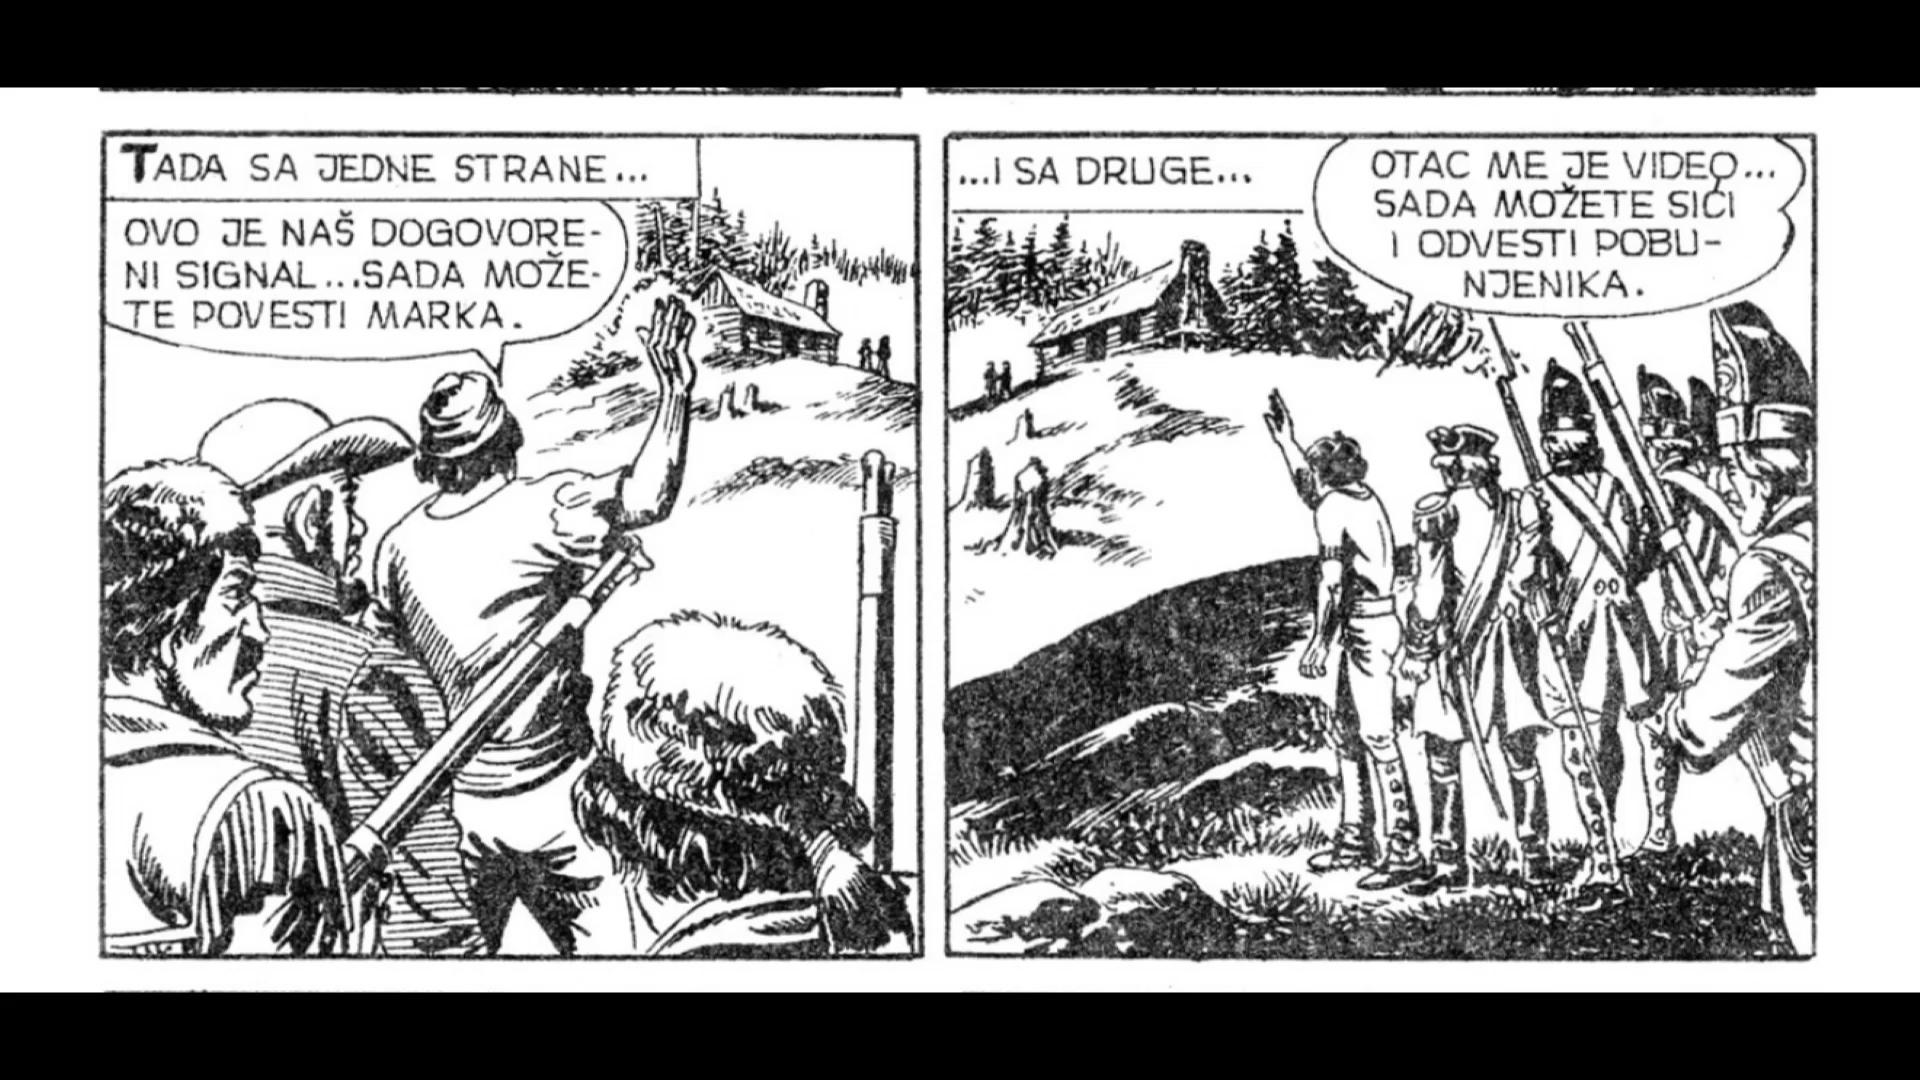 TADA SA JEDNE STRANE...
OVO JE NAŠ DOGOVORE-
NI SIGNAL...SADA MOŽE-
TE POVESTI MARKA.
...I SA DRUGE...
OTAC ME JE VIDEO...
SADA MOŽETE SIĆI
I ODVESTI POBU-
NJENIKA.